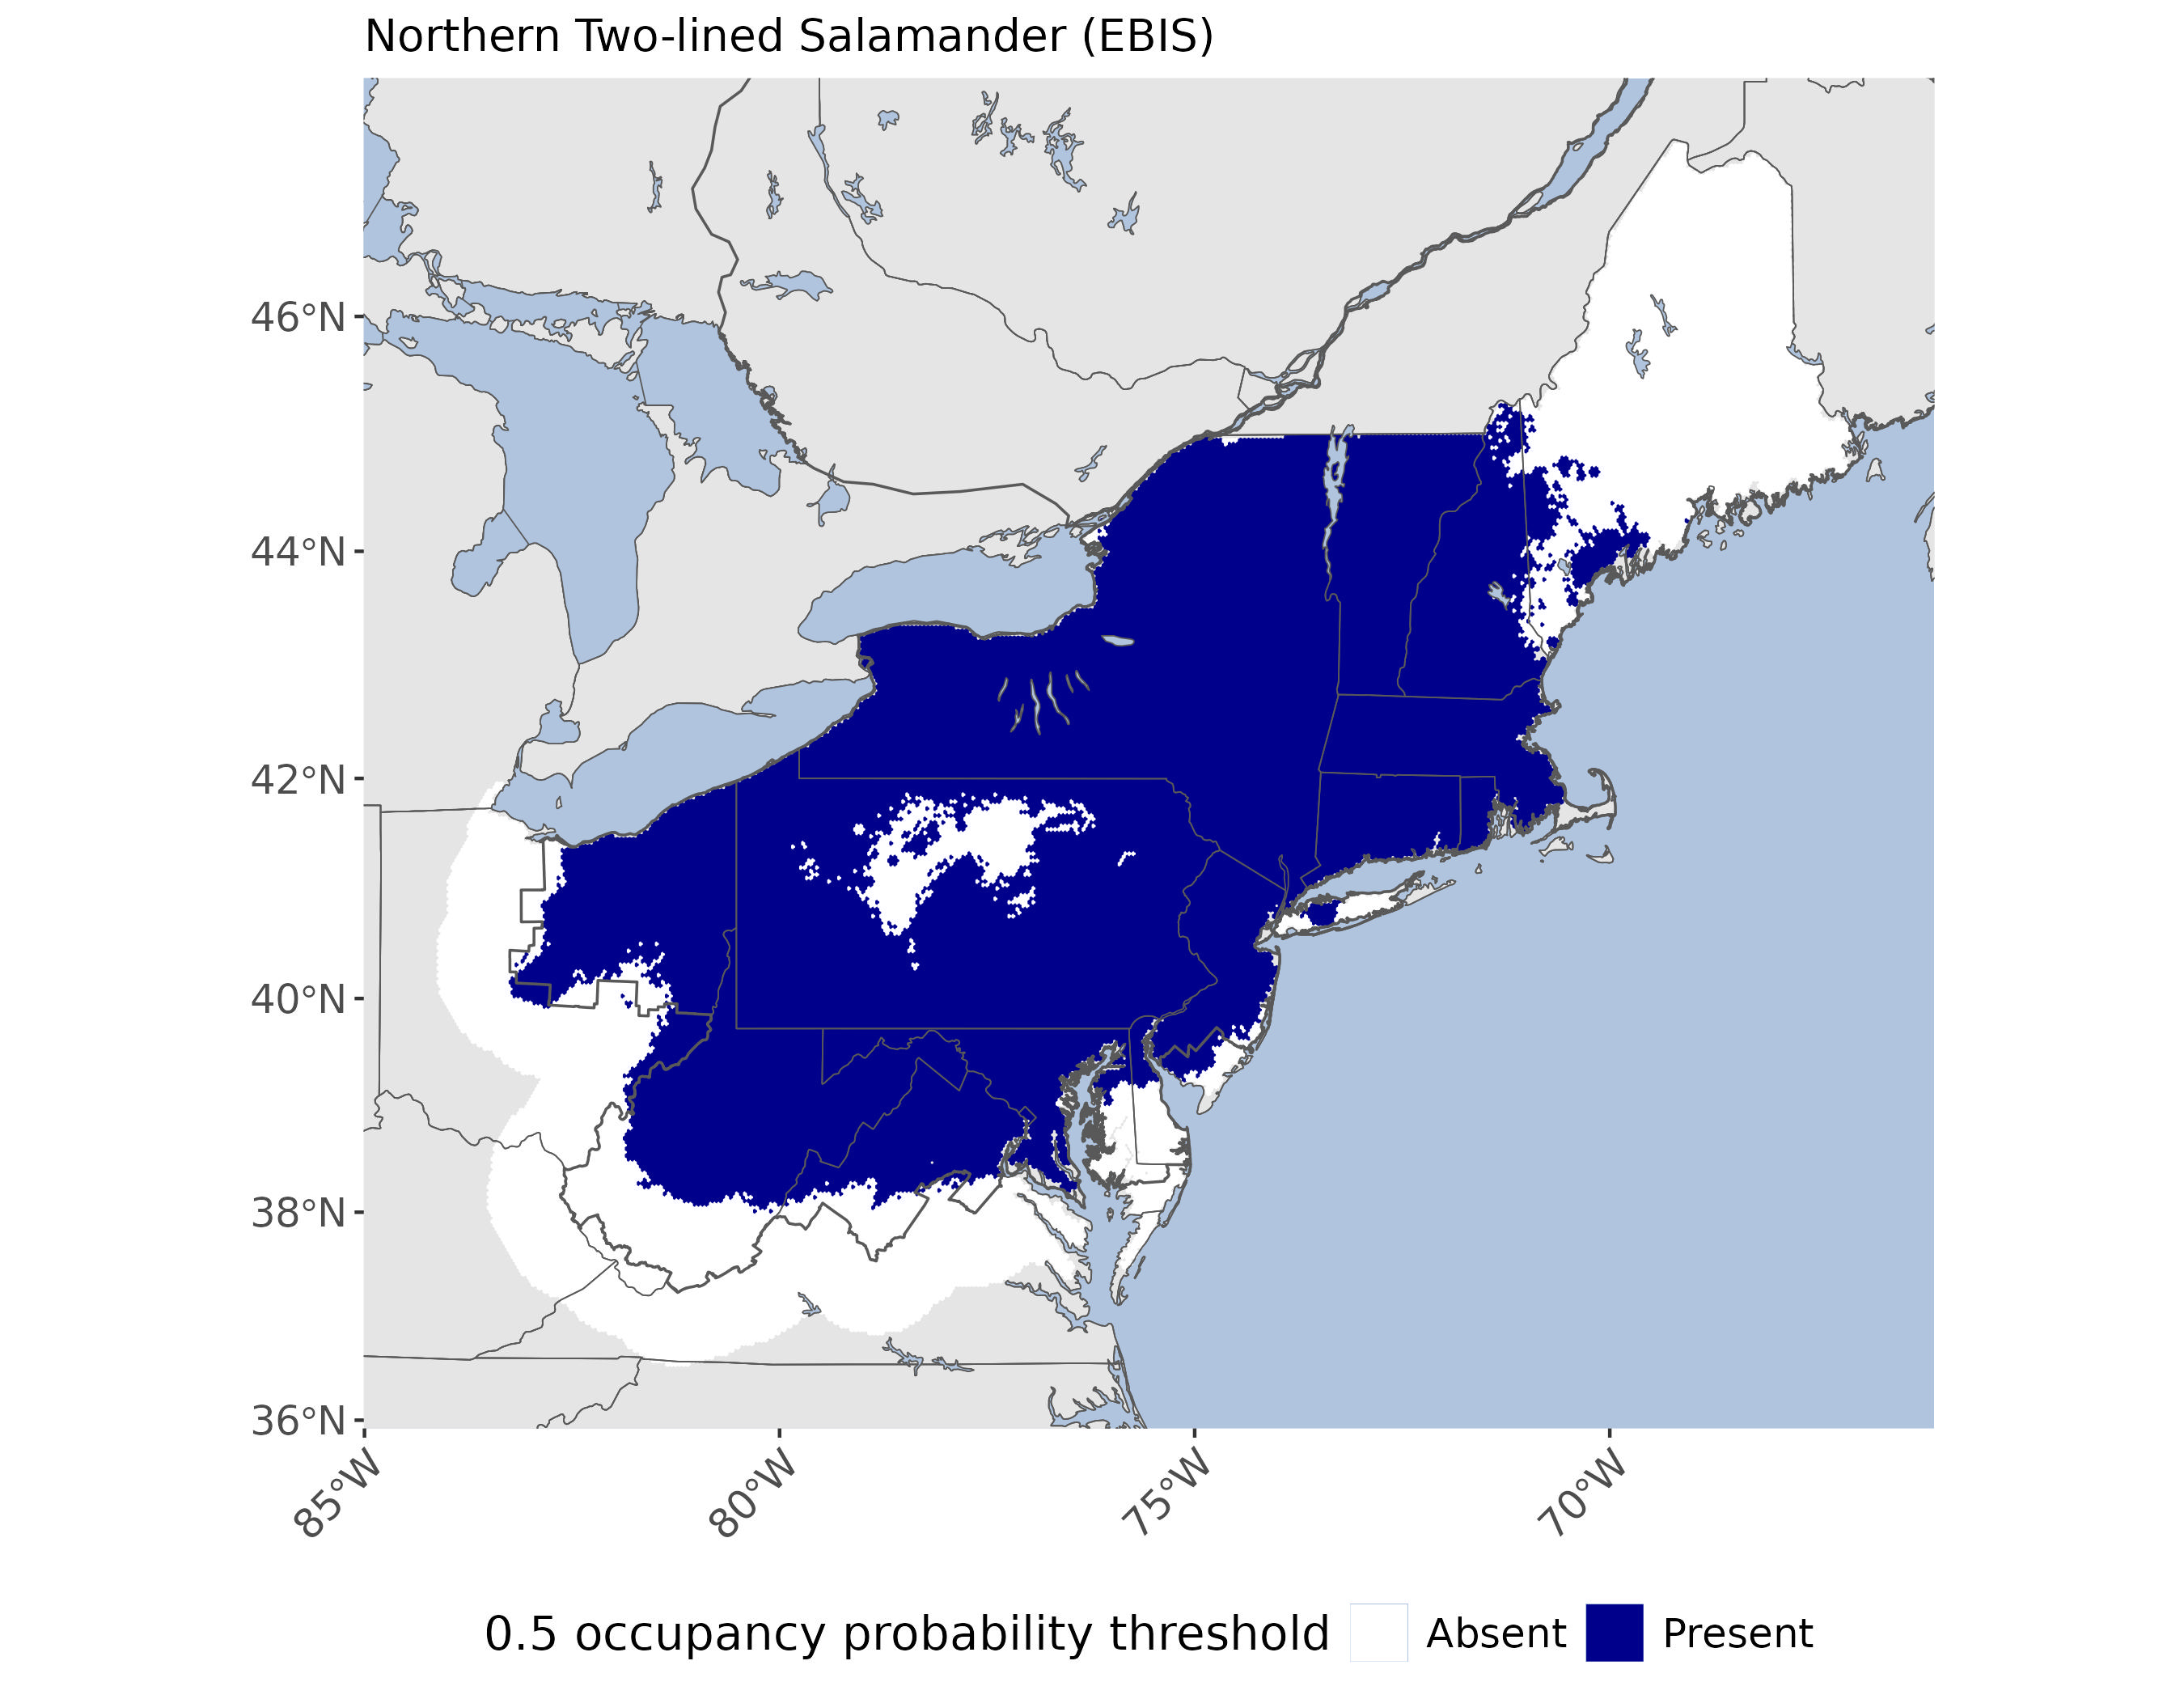 Northern Two-lined Salamander (EBIS)
46°N
44°N
42°N
40°N
38°N
36°N
85°W
80°W
75°W
70°W
0.5 occupancy probability threshold Absent Present